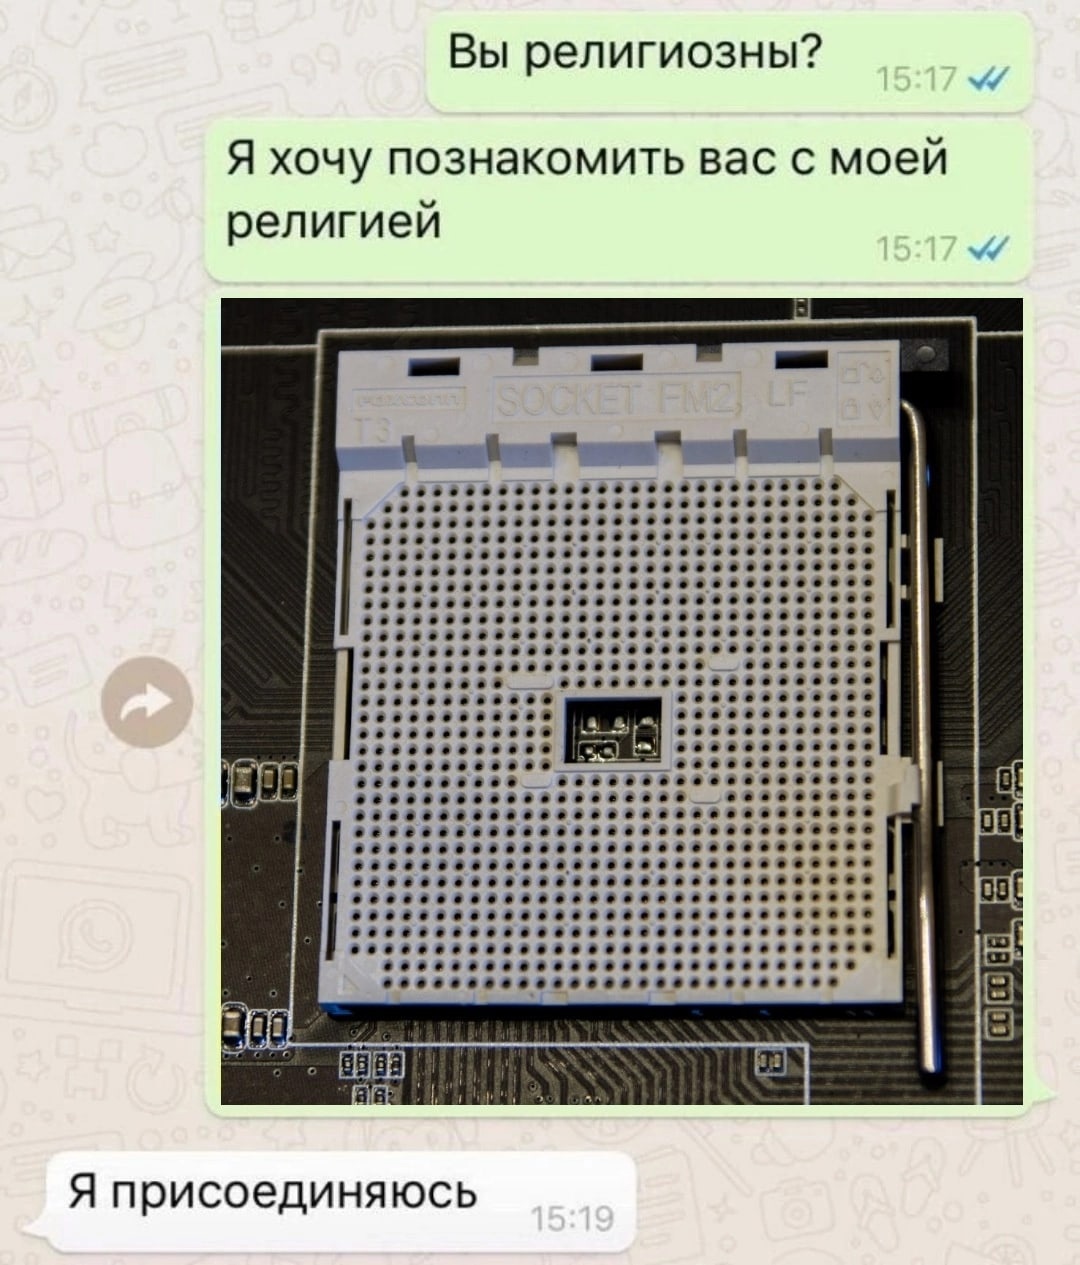 Вы религиозны?
15:17
Я хочу познакомить вас с моей
религией
15:17
FOXCONN
SOCKET FM2, LF
T3
Я присоединяюсь
15:19